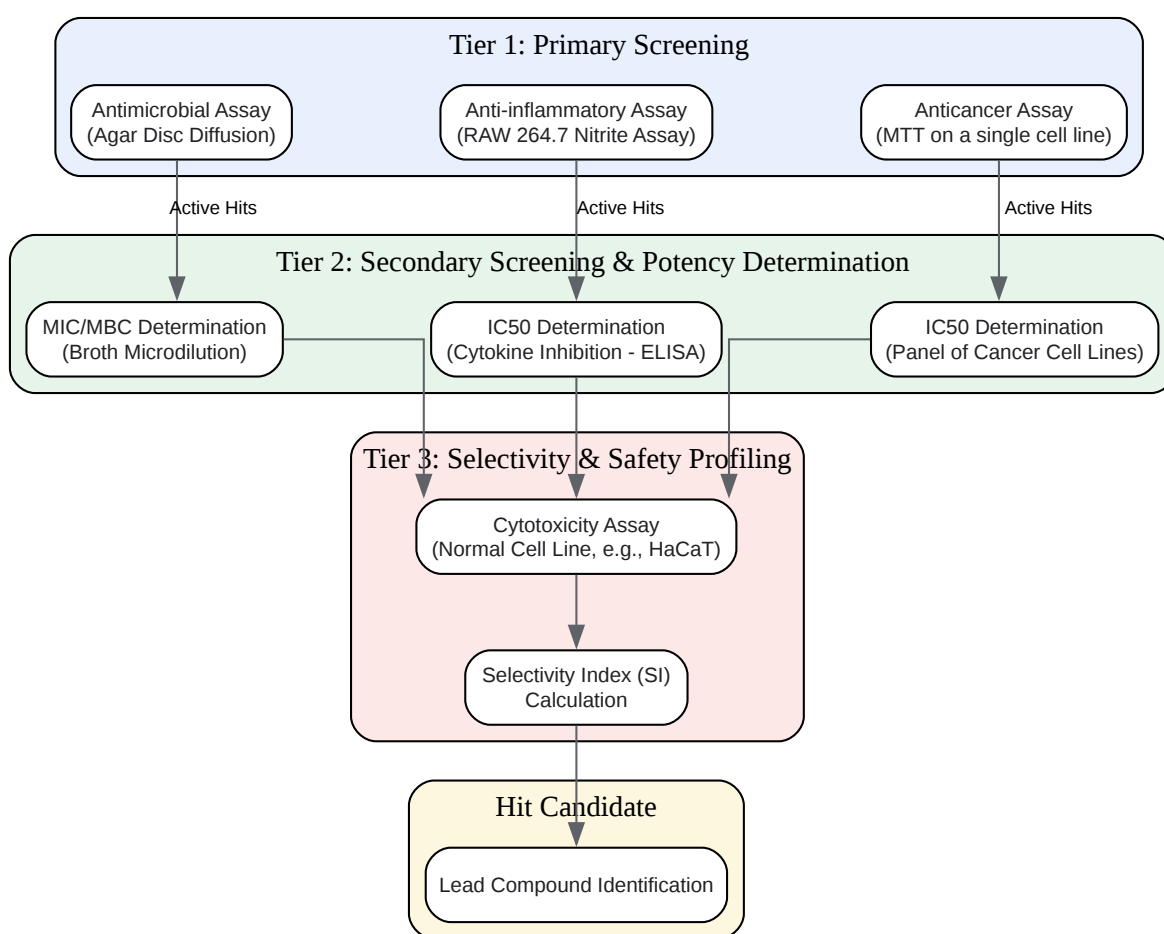 Tier 1: Primary Screening
Antimicrobial Assay
(Agar Disc Diffusion)
Anti-inflammatory Assay
(RAW 264.7 Nitrite Assay)
Anticancer Assay
(MTT on a single cell line)
Active Hits
Active Hits
Active Hits
Tier 2: Secondary Screening & Potency Determination
MIC/MBC Determination
(Broth Microdilution)
IC50 Determination
(Cytokine Inhibition - ELISA)
IC50 Determination
(Panel of Cancer Cell Lines)
Tier 3: Selectivity & Safety Profiling
Cytotoxicity Assay
(Normal Cell Line, e.g., HaCaT)
Selectivity Index (SI)
Calculation
Hit Candidate
Lead Compound Identification